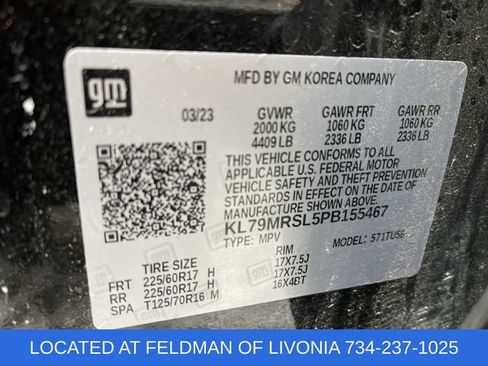 gm
MFD BY GM KOREA COMPANY
03/23 GVWR GAWR FRT GAWR RR
2000 KG 1060 KG 1060 KG
4409 LB 2336 LB 2336 LB
THIS VEHICLE CONFORMS TO ALL
APPLICABLE U.S. FEDERAL MOTOR
VEHICLE SAFETY AND THEFT PREVENTION
STANDARDS IN EFFECT ON THE DATE OF
MANUFACTURE SHOWN ABOVE.
KL79MRSL5PB155467
TYPE: MPV MODEL: 571TUSS
TIRE SIZE RIM
FRT 225/60R17 H 17X7.5J
RR 225/60R17 H 17X7.5J
SPA T125/70R16 M 16X4BT
LOCATED AT FELDMAN OF LIVONIA 734-237-1025